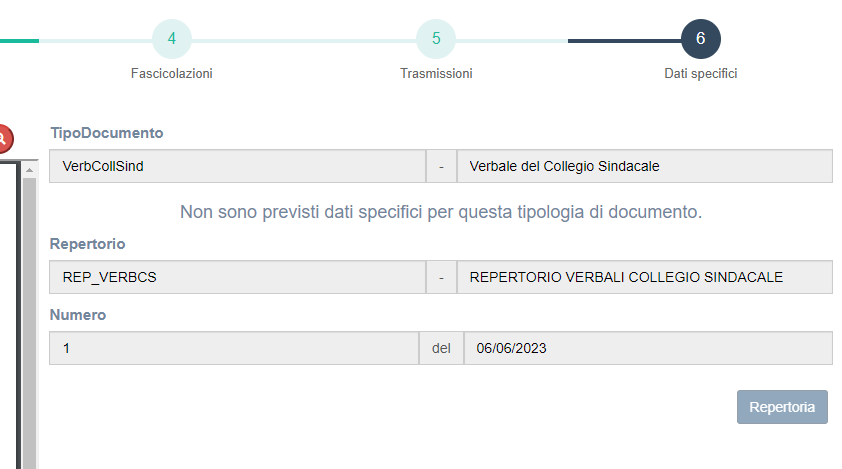 4 5 6
Fascicolazioni Trasmissioni Dati specifici
TipoDocumento
VerbCollSind - Verbale del Collegio Sindacale
Non sono previsti dati specifici per questa tipologia di documento.
Repertorio
REP_VERBCS - REPERTORIO VERBALI COLLEGIO SINDACALE
Numero
1 del 06/06/2023
Repertoria